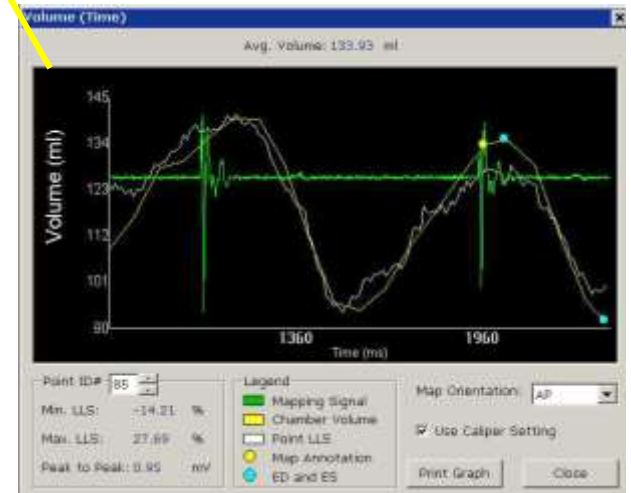 Volume (Time)
Avg. Volume: 133.93 ml
145
134
123
112
101
90
Volume (ml)
1360
1960
Time (ms)
Point ID# 85
Min. LLS: -14.21 %
Max. LLS: 27.69 %
Peak to Peak: 0.95 mV
Legend
Mapping Signal
Chamber Volume
Point LLS
Map Annotation
ED and ES
Map Orientation: AP
Use Caliper Setting
Print Graph
Close